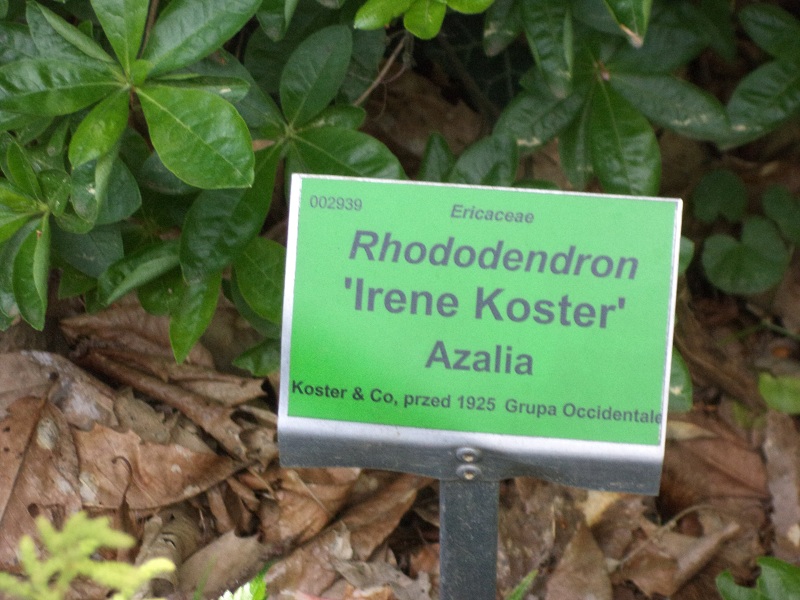 002939
Ericaceae
Rhododendron
'Irene Koster'
Azalia
Koster & Co, przed 1925 Grupa Occidentale